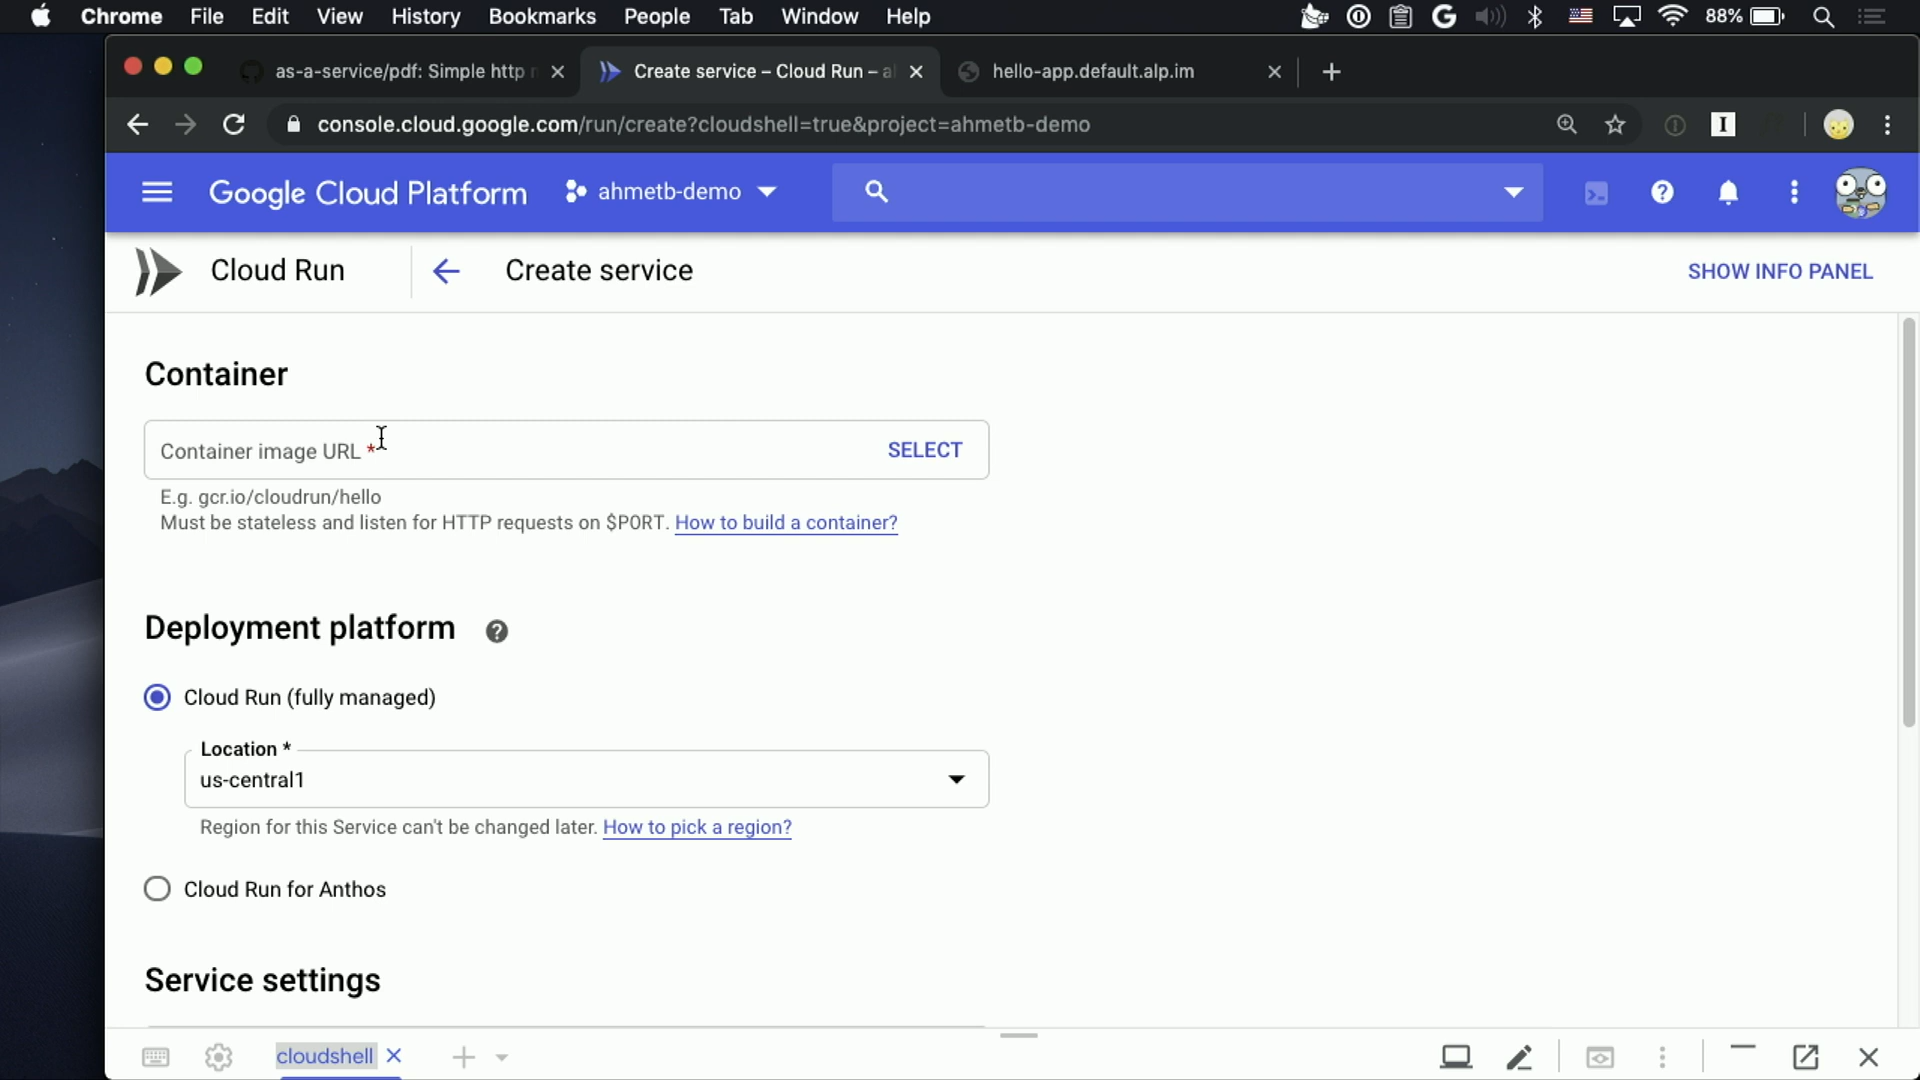 Chrome File Edit View History Bookmarks People Tab Window Help 88%
as-a-service/pdf: Simple http Create service – Cloud Run – hello-app.default.alp.im
console.cloud.google.com/run/create?cloudshell=true&project=ahmetb-demo
Google Cloud Platform ahmetb-demo
Cloud Run Create service SHOW INFO PANEL
Container
Container image URL * SELECT
E.g. gcr.io/cloudrun/hello
Must be stateless and listen for HTTP requests on $PORT. How to build a container?
Deployment platform
Cloud Run (fully managed)
Location *
us-central1
Region for this Service can't be changed later. How to pick a region?
Cloud Run for Anthos
Service settings
cloudshell